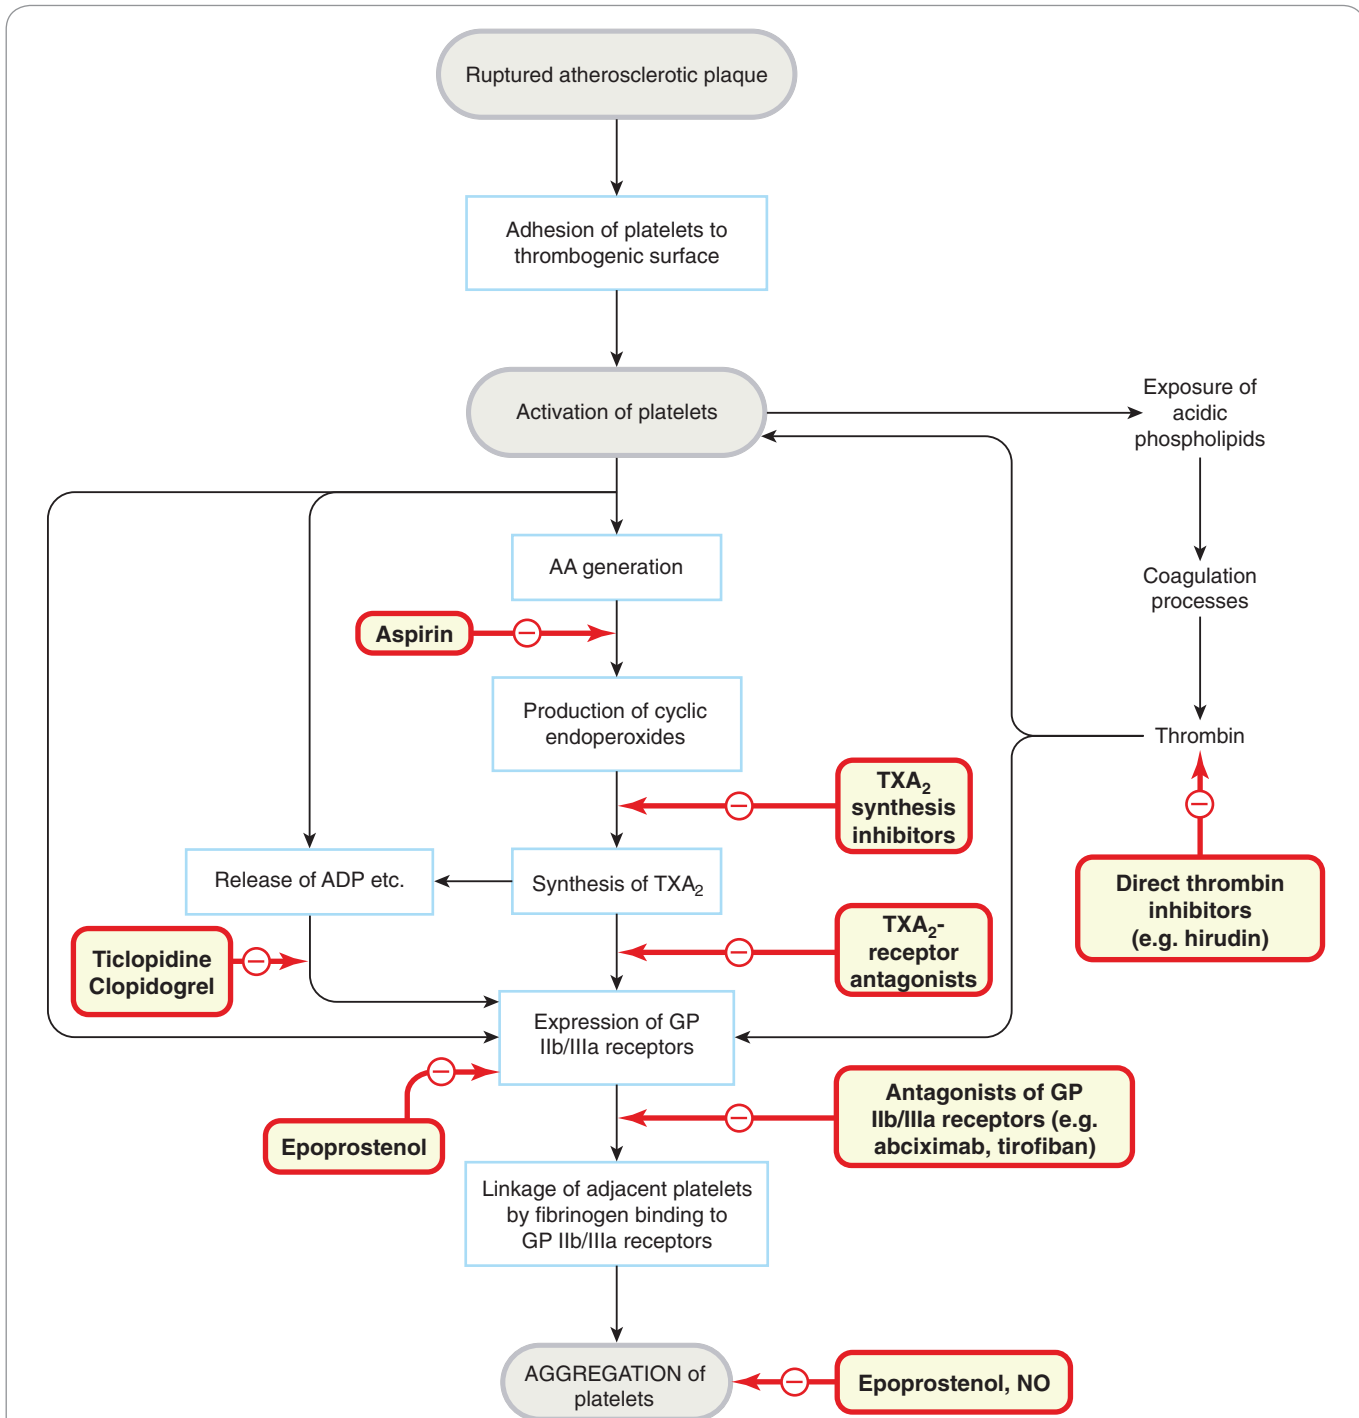 Ruptured atherosclerotic plaque
Adhesion of platelets to
thrombogenic surface
Activation of platelets
Exposure of
acidic
phospholipids
AA generation
Coagulation
processes
Aspirin
Production of cyclic
endoperoxides
Thrombin
TXA₂
synthesis
inhibitors
Release of ADP etc.
Synthesis of TXA₂
Direct thrombin
inhibitors
(e.g. hirudin)
Ticlopidine
Clopidogrel
TXA₂-
receptor
antagonists
Expression of GP
IIb/IIIa receptors
Antagonists of GP
IIb/IIIa receptors (e.g.
abciximab, tirofiban)
Epoprostenol
Linkage of adjacent platelets
by fibrinogen binding to
GP IIb/IIIa receptors
AGGREGATION of
platelets
Epoprostenol, NO